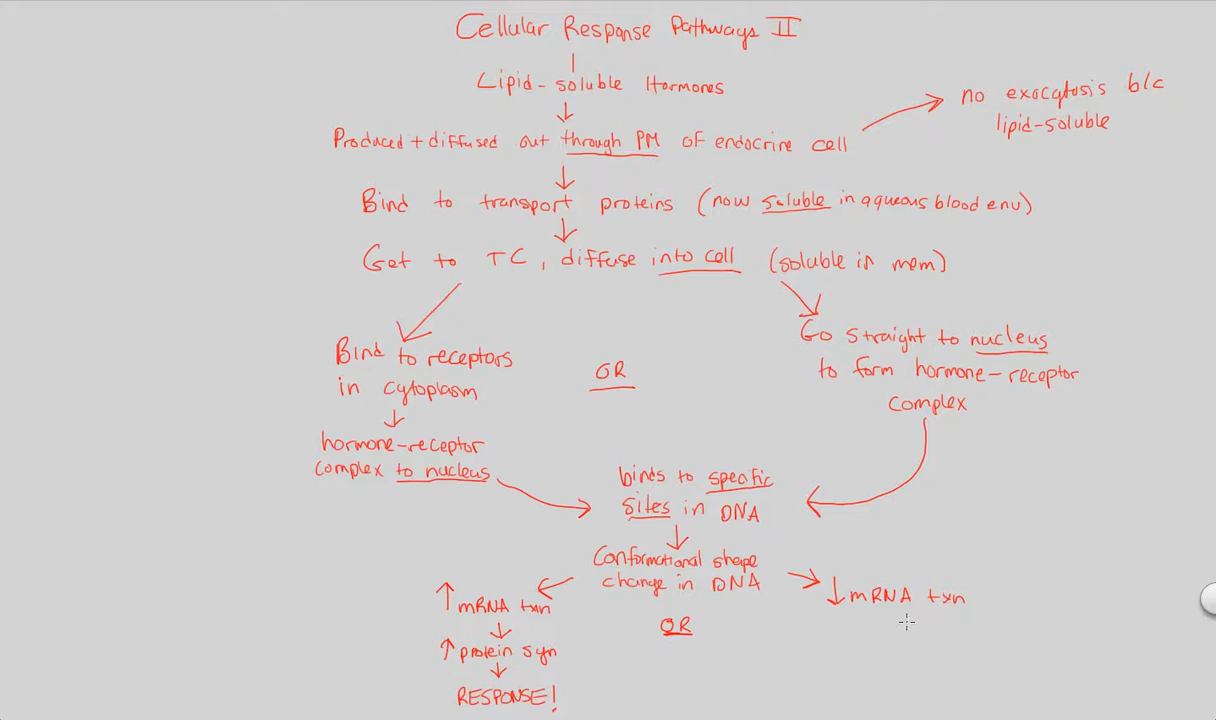 Cellular Response Pathways II
Lipid-soluble Hormones
Produced + diffused out through PM of endocrine cell
no exocytosis b/c
lipid-soluble
Bind to transport proteins (now soluble in aqueous blood env)
Get to TC, diffuse into cell (soluble in mem)
Bind to receptors
in cytoplasm
hormone-receptor
complex to nucleus
OR
Go straight to nucleus
to form hormone-receptor
complex
binds to specific
sites in DNA
Conformational shape
change in DNA
↑ mRNA txn
↑ protein syn
RESPONSE!
OR
↓ mRNA txn